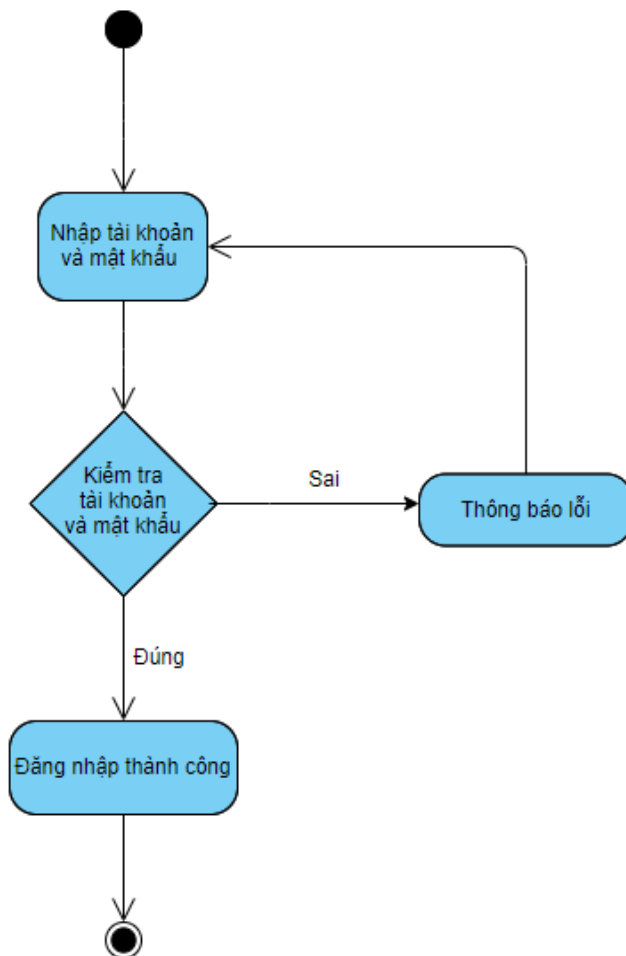 Nhập tài khoản
và mật khẩu
Kiểm tra
tài khoản
và mật khẩu
Sai
Thông báo lỗi
Đúng
Đăng nhập thành công